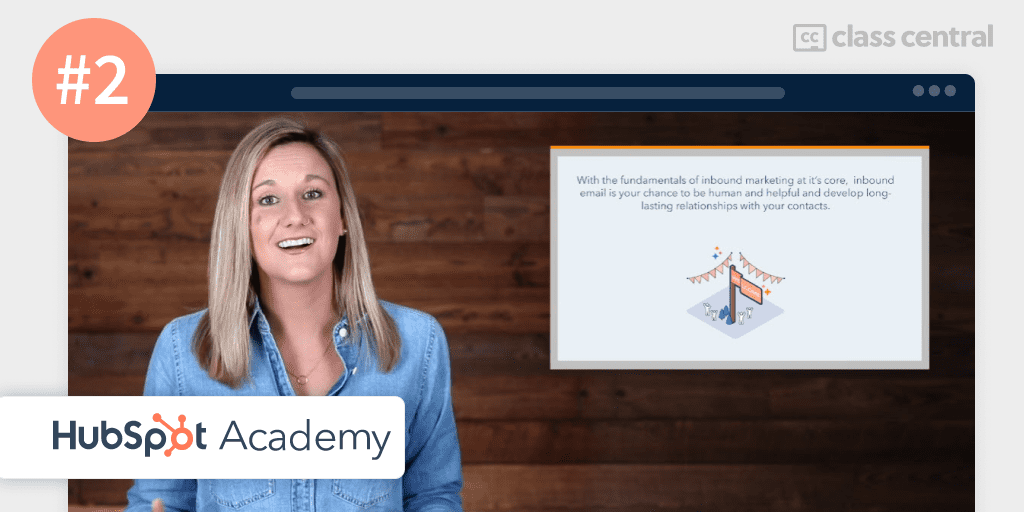 #2
class central
With the fundamentals of inbound marketing at it's core, inbound
email is your chance to be human and helpful and develop long-
lasting relationships with your contacts.
HubSpot Academy